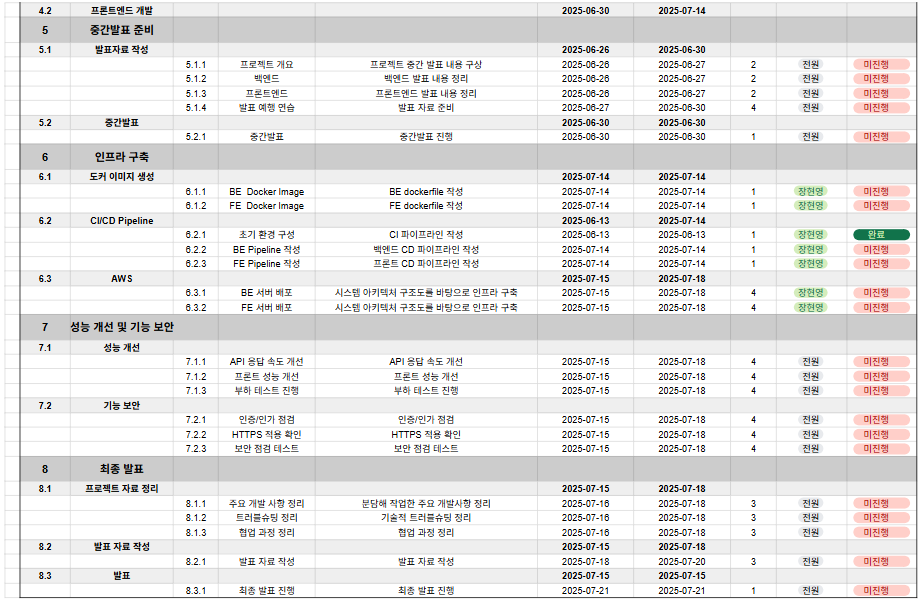 4.2 프론트엔드 개발 2025-06-30 2025-07-14
5 중간발표 준비
5.1 발표자료 작성 2025-06-26 2025-06-30
5.1.1 프로젝트 개요 프로젝트 중간 발표 내용 구상 2025-06-26 2025-06-27 2 전원 미진행
5.1.2 백엔드 백엔드 발표 내용 정리 2025-06-26 2025-06-27 2 전원 미진행
5.1.3 프론트엔드 프론트엔드 발표 내용 정리 2025-06-26 2025-06-27 2 전원 미진행
5.1.4 발표 예행 연습 발표 자료 준비 2025-06-27 2025-06-30 4 전원 미진행
5.2 중간발표 2025-06-30 2025-06-30
5.2.1 중간발표 중간발표 진행 2025-06-30 2025-06-30 1 전원 미진행
6 인프라 구축
6.1 도커 이미지 생성 2025-07-14 2025-07-14
6.1.1 BE Docker Image BE dockerfile 작성 2025-07-14 2025-07-14 1 장현영 미진행
6.1.2 FE Docker Image FE dockerfile 작성 2025-07-14 2025-07-14 1 장현영 미진행
6.2 CI/CD Pipeline 2025-06-13 2025-07-14
6.2.1 초기 환경 구성 CI 파이프라인 작성 2025-06-13 2025-06-13 1 장현영 완료
6.2.2 BE Pipeline 작성 백엔드 CD 파이프라인 작성 2025-07-14 2025-07-14 1 장현영 미진행
6.2.3 FE Pipeline 작성 프론트 CD 파이프라인 작성 2025-07-14 2025-07-14 1 장현영 미진행
6.3 AWS 2025-07-15 2025-07-18
6.3.1 BE 서버 배포 시스템 아키텍처 구조도를 바탕으로 인프라 구축 2025-07-15 2025-07-18 4 장현영 미진행
6.3.2 FE 서버 배포 시스템 아키텍처 구조도를 바탕으로 인프라 구축 2025-07-15 2025-07-18 4 장현영 미진행
7 성능 개선 및 기능 보안
7.1 성능 개선
7.1.1 API 응답 속도 개선 API 응답 속도 개선 2025-07-15 2025-07-18 4 전원 미진행
7.1.2 프론트 성능 개선 프론트 성능 개선 2025-07-15 2025-07-18 4 전원 미진행
7.1.3 부하 테스트 진행 부하 테스트 진행 2025-07-15 2025-07-18 4 전원 미진행
7.2 기능 보안
7.2.1 인증/인가 점검 인증/인가 점검 2025-07-15 2025-07-18 4 전원 미진행
7.2.2 HTTPS 적용 확인 HTTPS 적용 확인 2025-07-15 2025-07-18 4 전원 미진행
7.2.3 보안 점검 테스트 보안 점검 테스트 2025-07-15 2025-07-18 4 전원 미진행
8 최종 발표
8.1 프로젝트 자료 정리 2025-07-15 2025-07-18
8.1.1 주요 개발 사항 정리 분담해 작업한 주요 개발사항 정리 2025-07-16 2025-07-18 3 전원 미진행
8.1.2 트러블슈팅 정리 기술적 트러블슈팅 정리 2025-07-16 2025-07-18 3 전원 미진행
8.1.3 협업 과정 정리 협업 과정 정리 2025-07-16 2025-07-18 3 전원 미진행
8.2 발표 자료 작성 2025-07-15 2025-07-18
8.2.1 발표 자료 작성 발표 자료 작성 2025-07-18 2025-07-20 3 전원 미진행
8.3 발표 2025-07-15 2025-07-15
8.3.1 최종 발표 진행 최종 발표 진행 2025-07-21 2025-07-21 1 전원 미진행